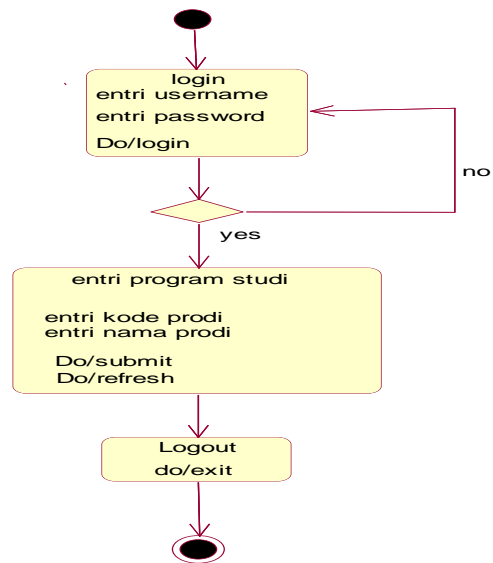 login
entri username
entri password
Do/login
no
yes
entri program studi
entri kode prodi
entri nama prodi
Do/submit
Do/refresh
Logout
do/exit